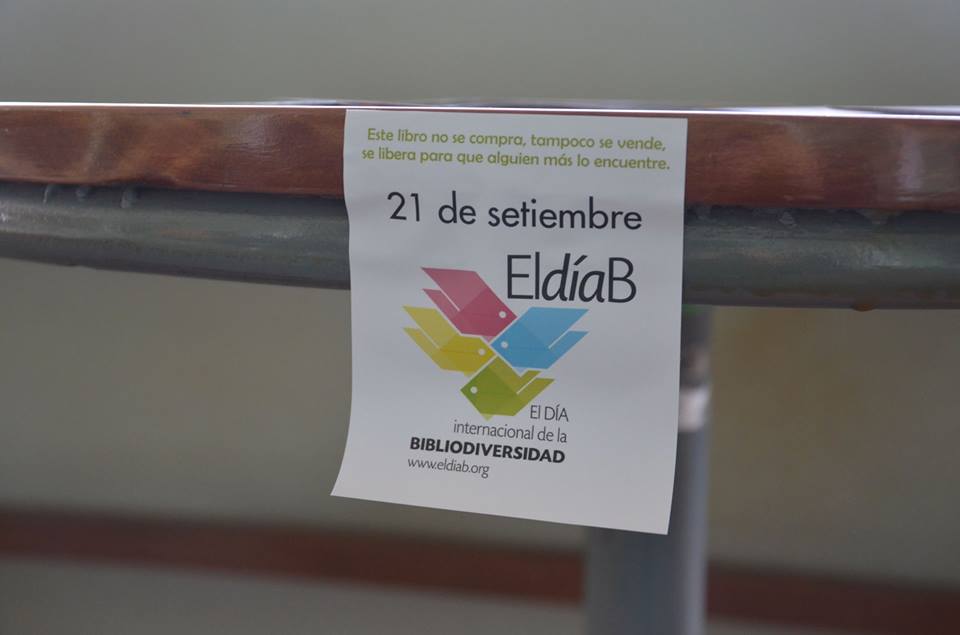 Este libro no se compra, tampoco se vende,
se libera para que alguien más lo encuentre.
21 de setiembre
EldíaB
El DÍA
internacional de la
BIBLIODIVERSIDAD
www.eldiab.org